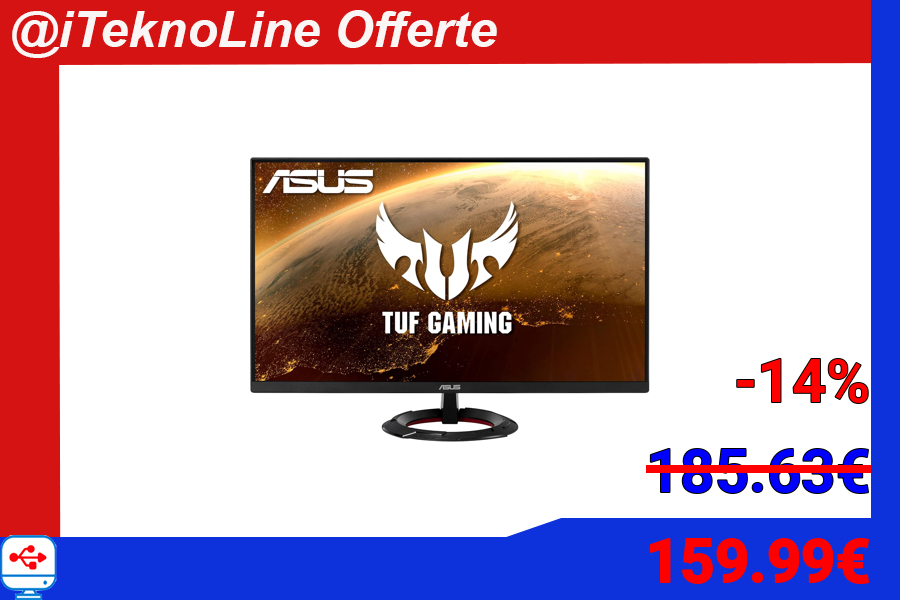 @iTeknoLine Offerte
ASUS
TUF GAMING
ASUS
-14%
185.63€
159.99€